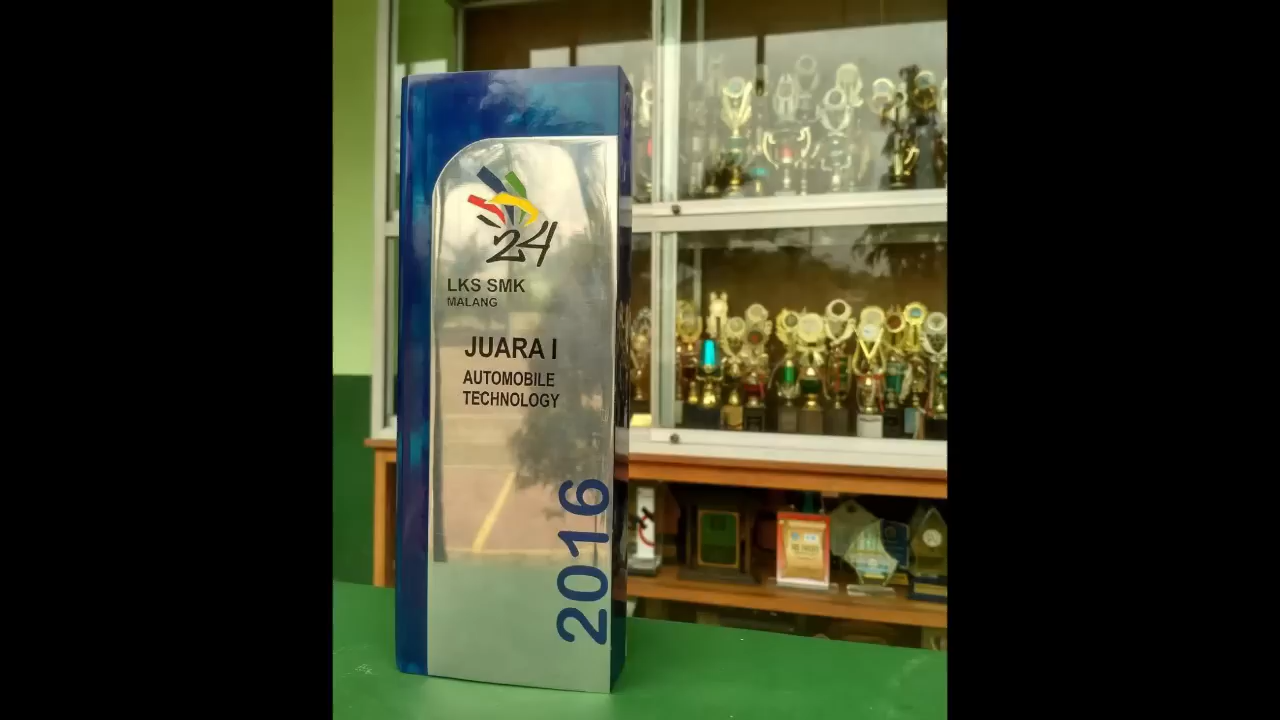 24
LKS SMK
MALANG
JUARA I
AUTOMOBILE
TECHNOLOGY
2016